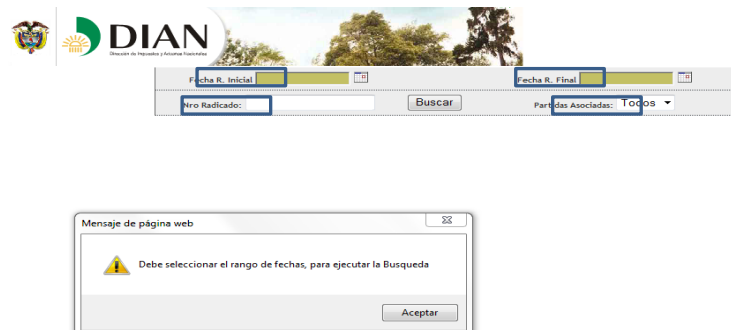 DIAN
Dirección de Impuestos y Aduanas Nacionales
Fecha R. Inicial
Fecha R. Final
Nro Radicado:
Buscar
Partidas Asociadas: Todos
Mensaje de página web
Debe seleccionar el rango de fechas, para ejecutar la Busqueda
Aceptar